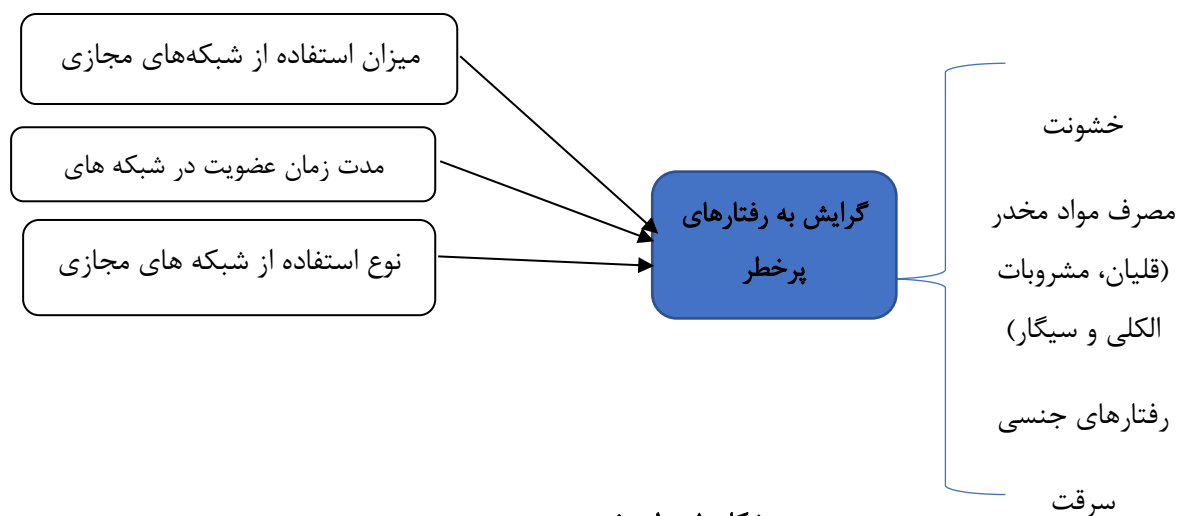 میزان استفاده از شبکه‌های مجازی
مدت زمان عضویت در شبکه های
نوع استفاده از شبکه های مجازی
گرایش به رفتارهای
پرخطر
خشونت
مصرف مواد مخدر
(قلیان، مشروبات
الکلی و سیگار)
رفتارهای جنسی
سرقت